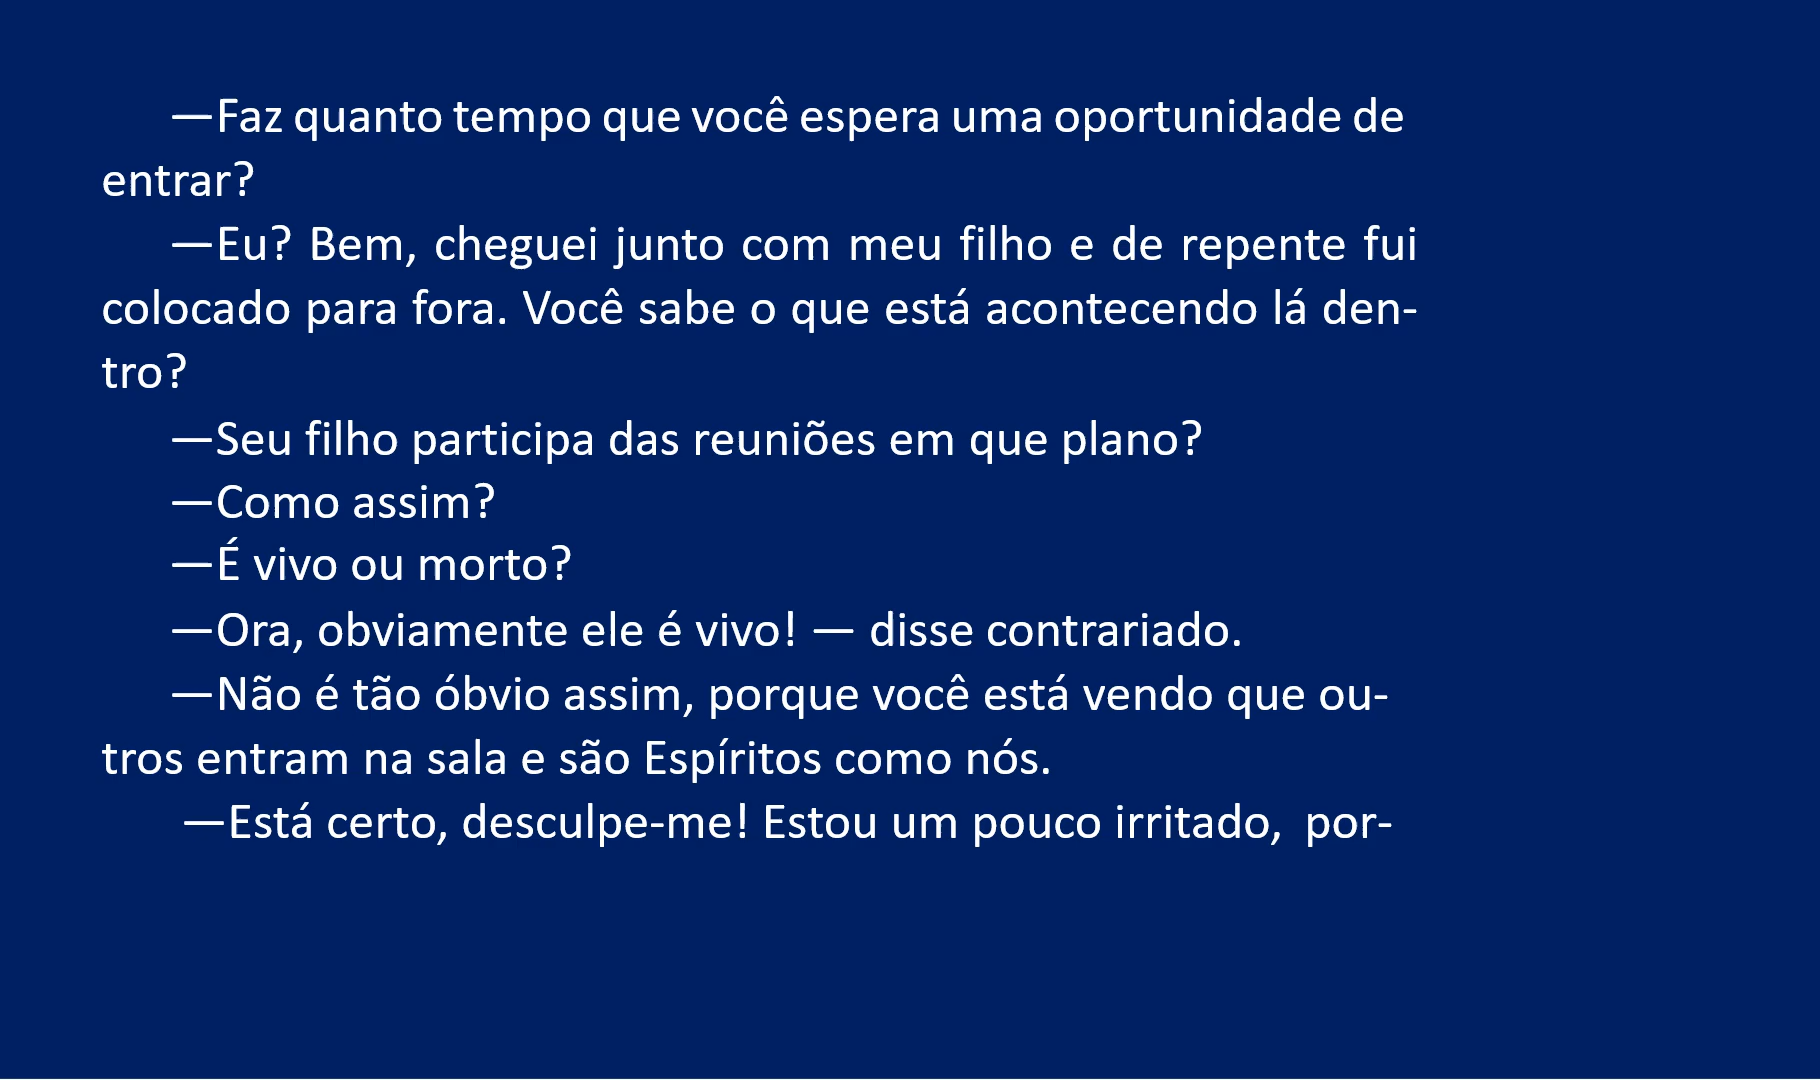 —Faz quanto tempo que você espera uma oportunidade de
entrar?
—Eu? Bem, cheguei junto com meu filho e de repente fui
colocado para fora. Você sabe o que está acontecendo lá den-
tro?
—Seu filho participa das reuniões em que plano?
—Como assim?
—É vivo ou morto?
—Ora, obviamente ele é vivo! — disse contrariado.
—Não é tão óbvio assim, porque você está vendo que ou-
tros entram na sala e são Espíritos como nós.
—Está certo, desculpe-me! Estou um pouco irritado,  por-